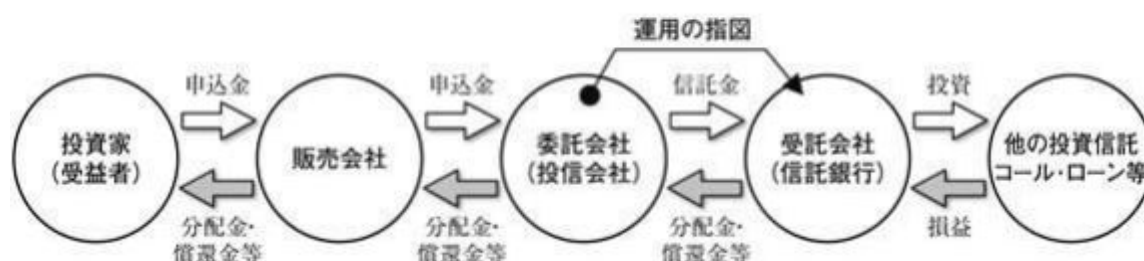 運用の指図
申込金
申込金
信託金
投資
投資家
(受益者)
販売会社
委託会社
(投信会社)
受託会社
(信託銀行)
他の投資信託
コール・ローン等
分配金・
償還金等
分配金・
償還金等
分配金・
償還金等
損益